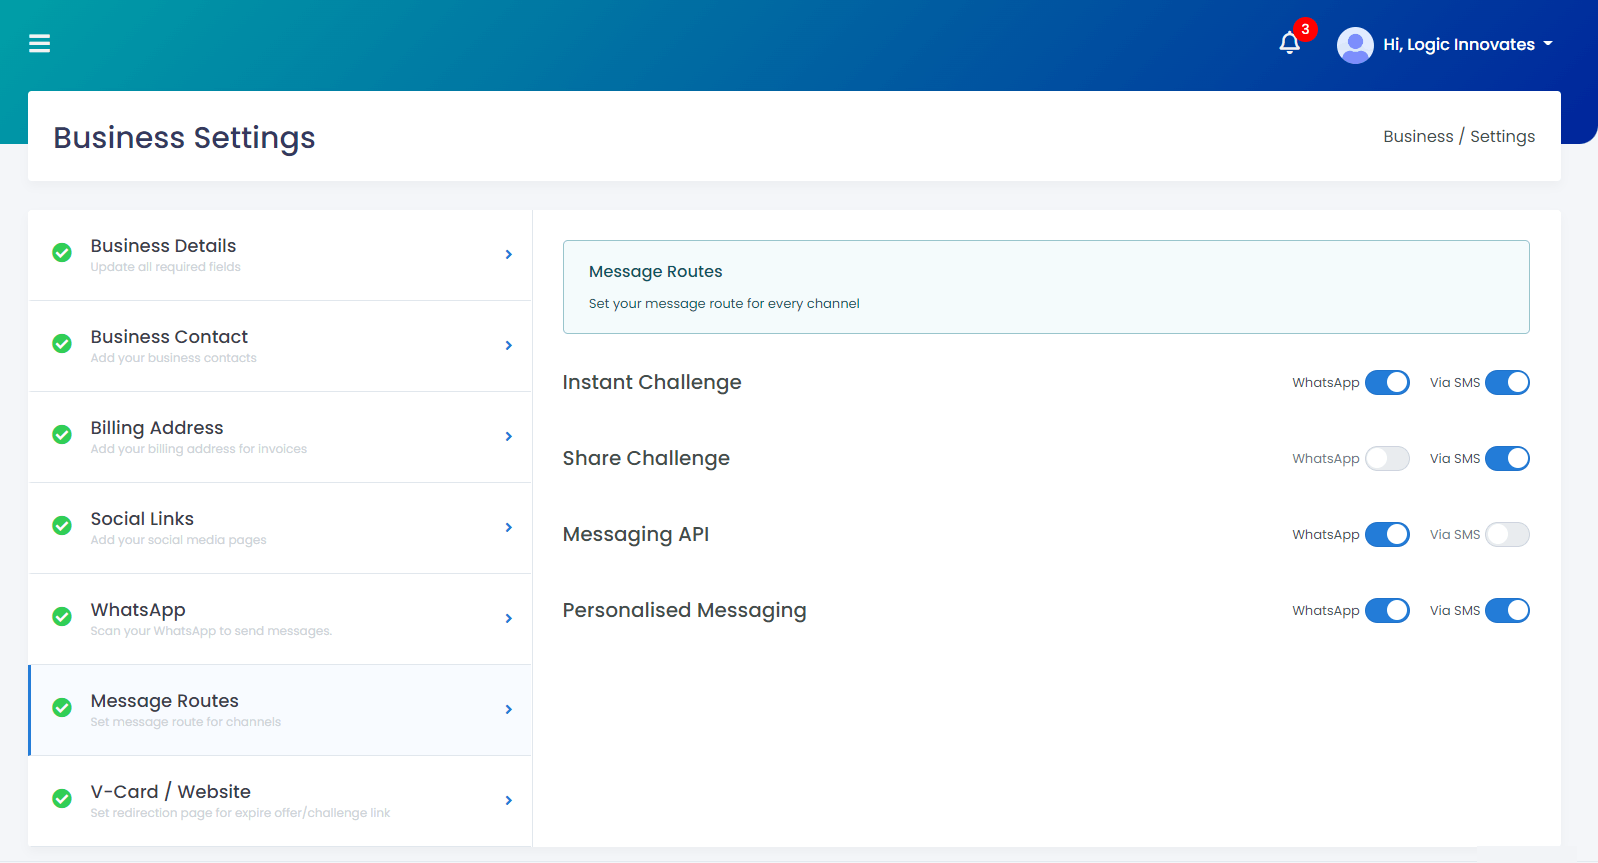 3
Hi, Logic Innovates
Business Settings
Business / Settings
Business Details
Update all required fields
Business Contact
Add your business contacts
Billing Address
Add your billing address for invoices
Social Links
Add your social media pages
WhatsApp
Scan your WhatsApp to send messages.
Message Routes
Set message route for channels
V-Card / Website
Set redirection page for expire offer/challenge link
Message Routes
Set your message route for every channel
Instant Challenge WhatsApp Via SMS
Share Challenge WhatsApp Via SMS
Messaging API WhatsApp Via SMS
Personalised Messaging WhatsApp Via SMS